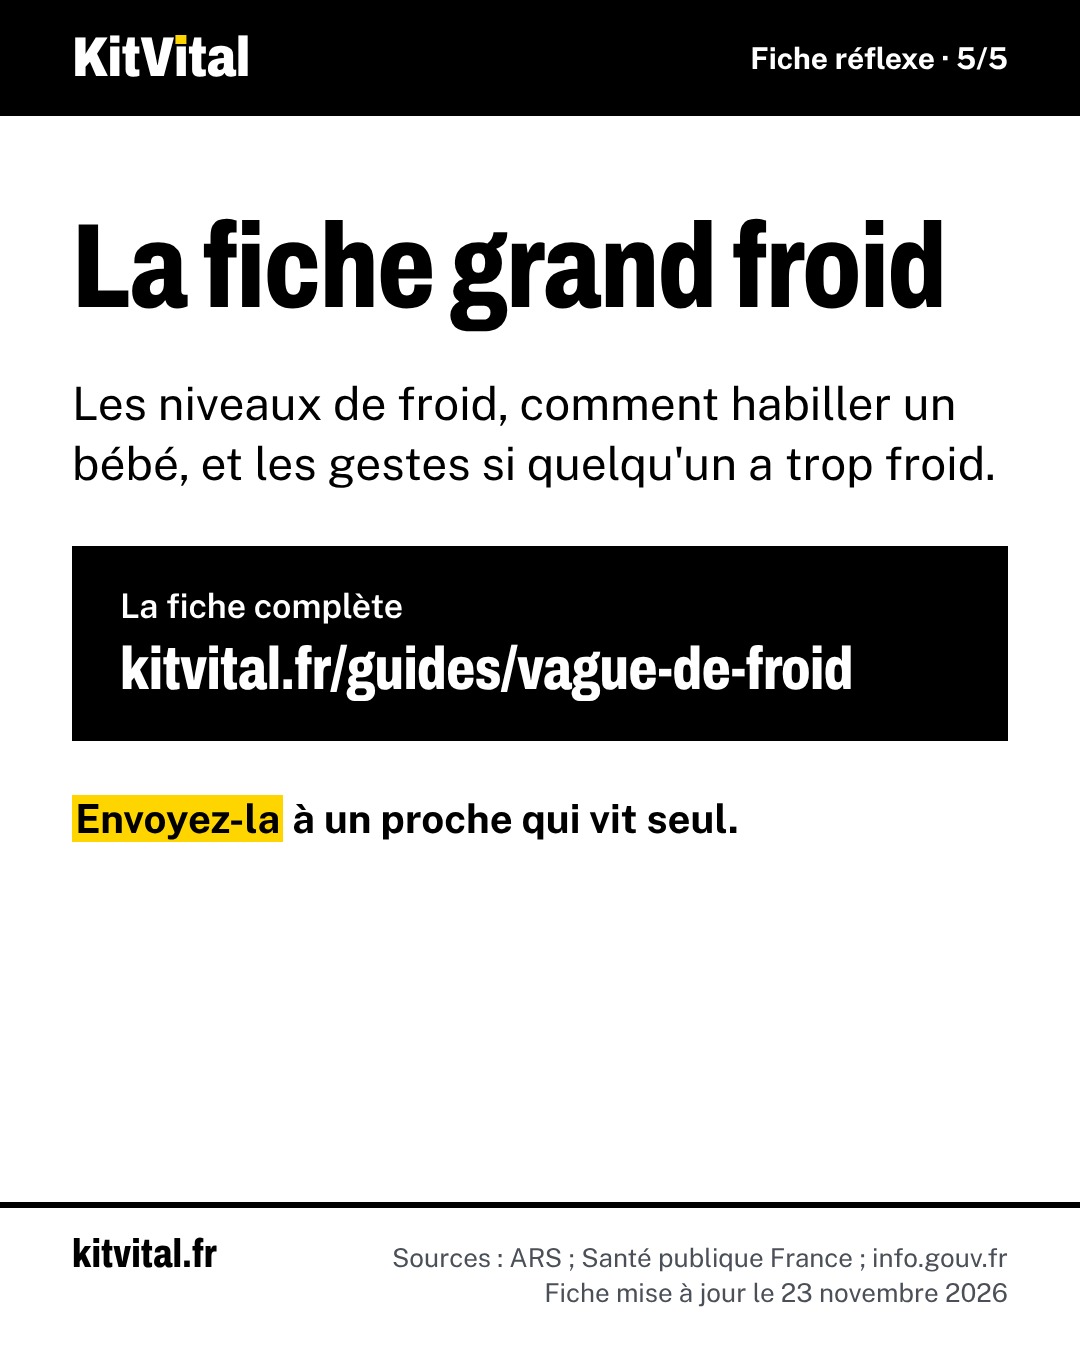 KitVital
Fiche réflexe · 5/5
La fiche grand froid
Les niveaux de froid, comment habiller un
bébé, et les gestes si quelqu'un a trop froid.
La fiche complète
kitvital.fr/guides/vague-de-froid
Envoyez-la à un proche qui vit seul.
kitvital.fr
Sources : ARS ; Santé publique France ; info.gouv.fr
Fiche mise à jour le 23 novembre 2026